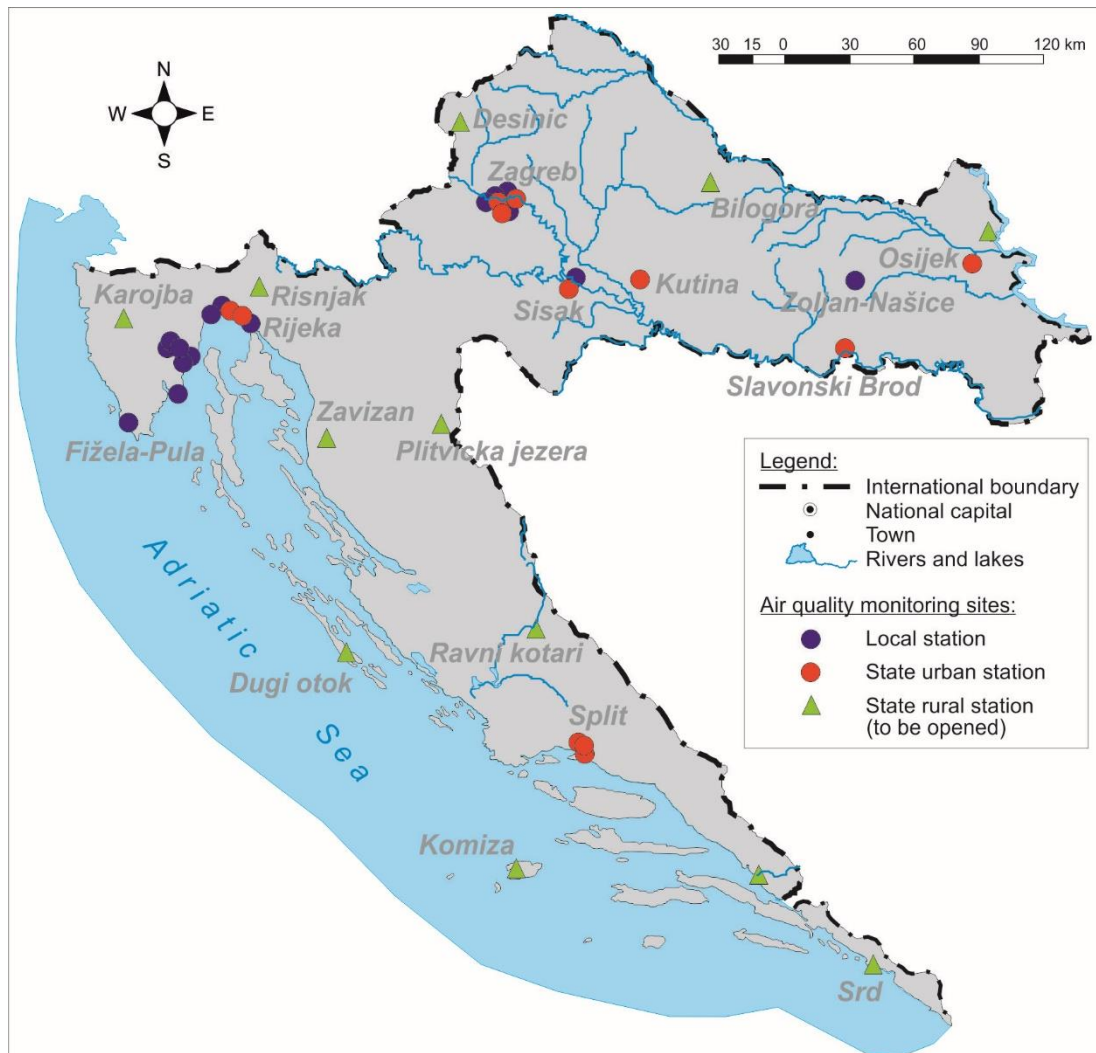 30 15 0 30 60 90 120 km
N
W E
S
Desinic
Zagreb
Bilogora
Osijek
Karojba
Risnjak
Sisak
Kutina
Zoljan-Našice
Rijeka
Slavonski Brod
Zavizan
Fižela-Pula
Plitvicka jezera
Legend:
International boundary
National capital
Town
Rivers and lakes
Air quality monitoring sites:
Local station
State urban station
State rural station
(to be opened)
Adriatic Sea
Ravni kotari
Dugi otok
Split
Komiza
Srd